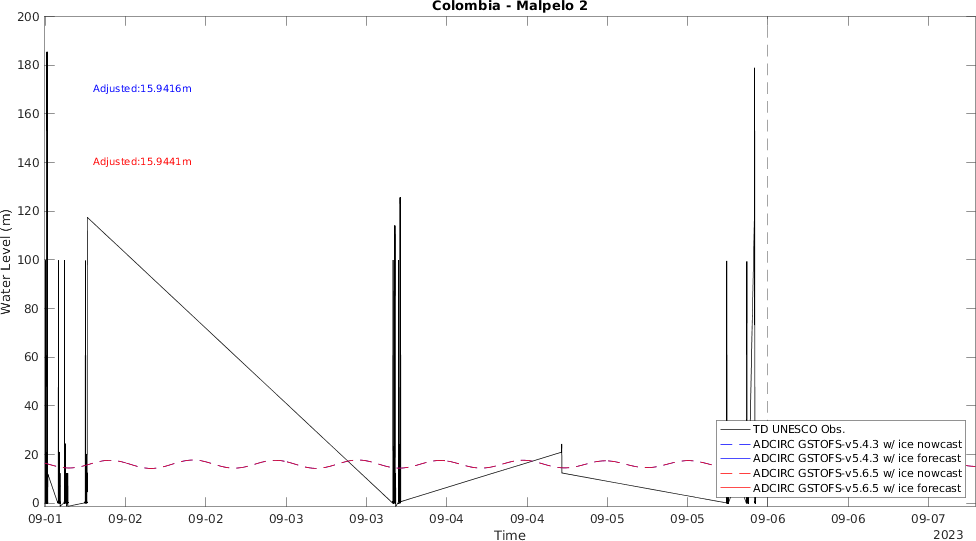 Colombia - Malpelo 2
200
180
160
140
120
100
80
60
40
20
0
Water Level (m)
Adjusted:15.9416m
Adjusted:15.9441m
TD UNESCO Obs.
ADCIRC GSTOFS-v5.4.3 w/ ice nowcast
ADCIRC GSTOFS-v5.4.3 w/ ice forecast
ADCIRC GSTOFS-v5.6.5 w/ ice nowcast
ADCIRC GSTOFS-v5.6.5 w/ ice forecast
09-01 09-02 09-02 09-03 09-03 09-04 09-04 09-05 09-05 09-06 09-06 09-07
Time
2023